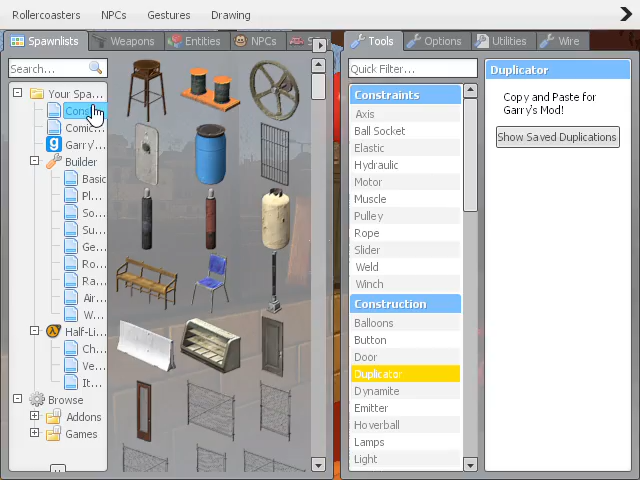 Rollercoasters NPCs Gestures Drawing
Spawnlists Weapons Entities NPCs
Tools Options Utilities Wire
Search...
Quick Filter...
Your Spa...
Cons
Comic...
Garry'
Builder
Basic
Pl...
So...
Su...
Ge...
Ro...
Ra...
Air...
W...
Half-Li...
Ch...
Ve...
It...
Browse
Addons
Games
Constraints
Axis
Ball Socket
Elastic
Hydraulic
Motor
Muscle
Pulley
Rope
Slider
Weld
Winch
Construction
Balloons
Button
Door
Duplicator
Dynamite
Emitter
Hoverball
Lamps
Light
Duplicator
Copy and Paste for
Garry's Mod!
Show Saved Duplications